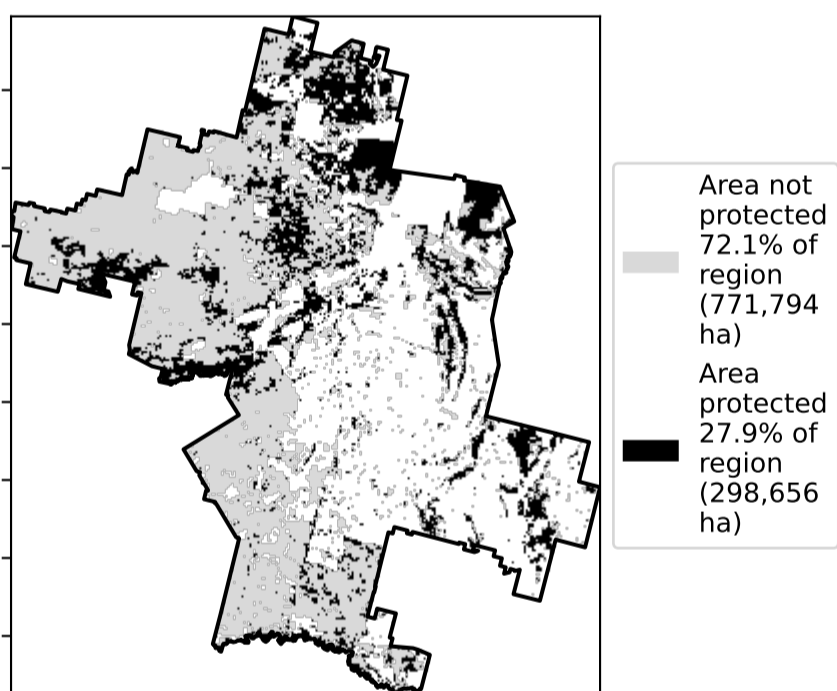 Area not
protected
72.1% of
region
(771,794
ha)
Area
protected
27.9% of
region
(298,656
ha)